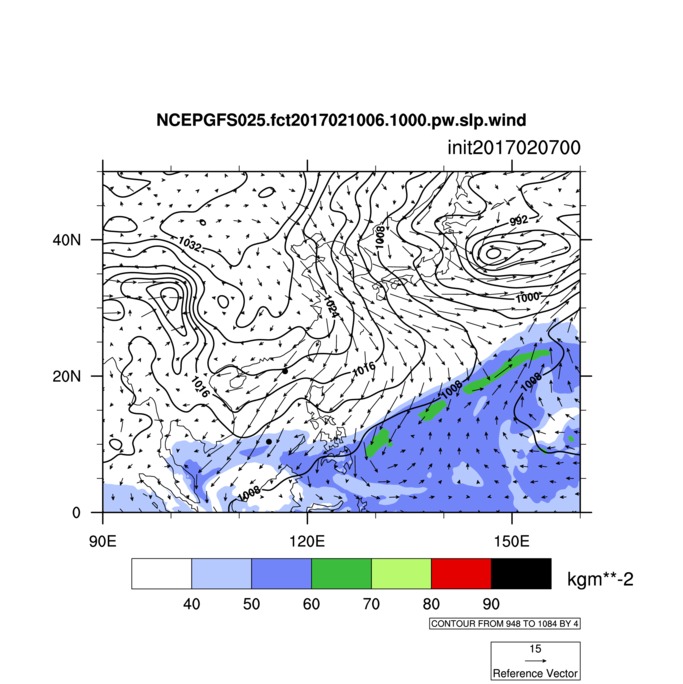 NCEPGFS025.fct2017021006.1000.pw.slp.wind
init2017020700
992
1008
1032
40N
1000
1024
1016
20N
1008
1008
1016
1008
0
90E 120E 150E
kgm**-2
40 50 60 70 80 90
CONTOUR FROM 948 TO 1084 BY 4
15
Reference Vector